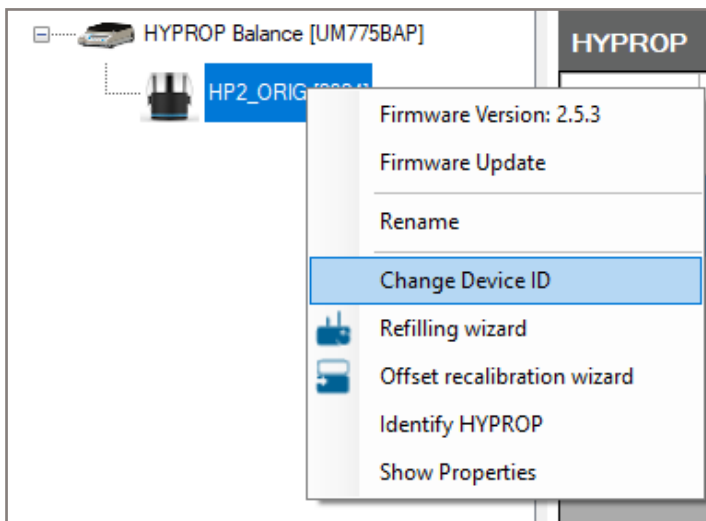 HYPROP Balance [UM775BAP]
HYPROP
HP2_ORIG
Firmware Version: 2.5.3
Firmware Update
Rename
Change Device ID
Refilling wizard
Offset recalibration wizard
Identify HYPROP
Show Properties